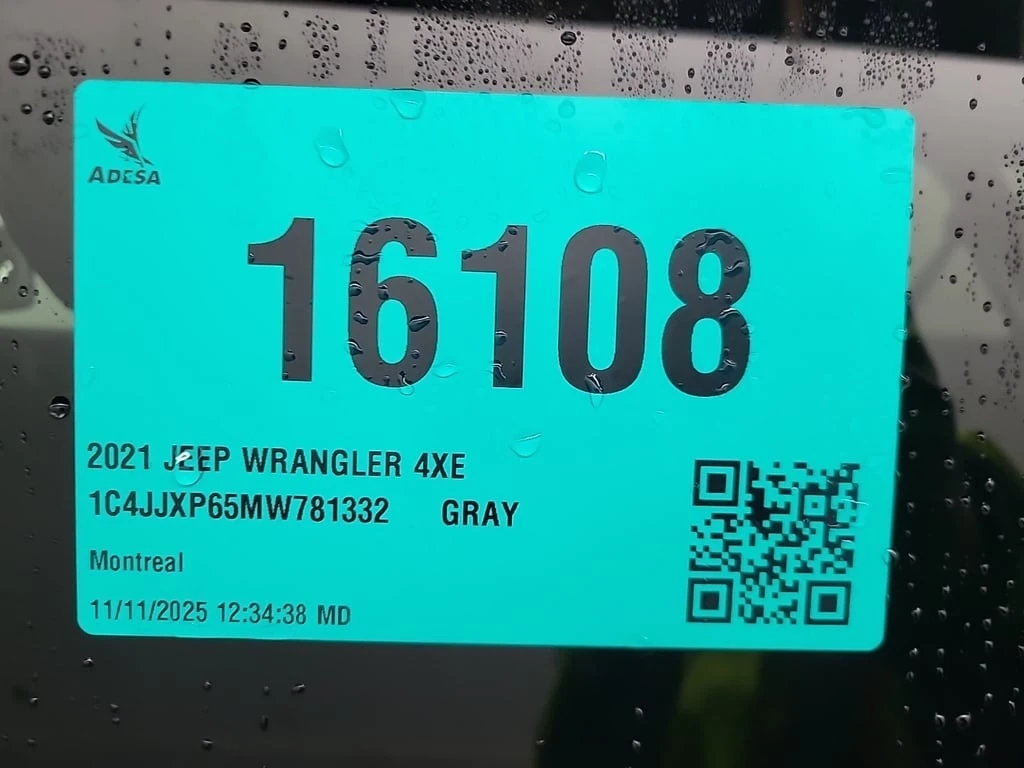 ADESA
16108
2021 JEEP WRANGLER 4XE
1C4JJXP65MW781332 GRAY
Montreal
11/11/2025 12:34:38 MD